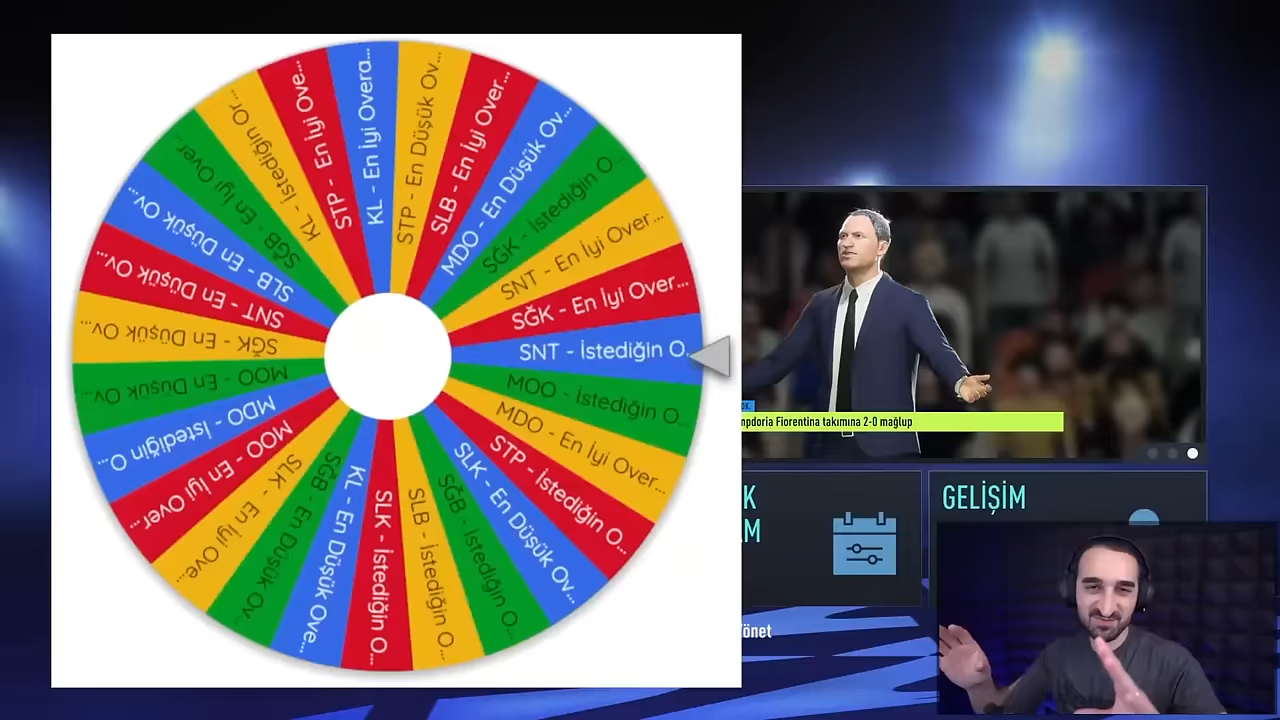 KL - En İyi Overa...
STP - En Düşük Ov...
SLB - En İyi Over...
MDO - En Düşük Ov...
SĞK - İstediğin O...
SNT - En İyi Over...
SĞK - En İyi Over...
SNT - İstediğin O...
MOO - İstediğin O...
MDO - En İyi Over...
STP - İstediğin O...
SLK - En Düşük Ov...
SĞB - İstediğin O...
SLB - İstediğin O...
SLK - İstediğin O...
KL - En Düşük Ove...
SĞB - En Düşük Ov...
SLK - En İyi Ove...
MOO - En İyi Over...
MDO - İstediğin O...
MOO - En Düşük Ov...
SĞK - En Düşük Ov...
SNT - En Düşük Ov...
SLB - En Düşük Ov...
SĞB - En İyi Over...
KL - İstediğin Or...
STP - En İyi Ove...
OK.
mpdoria Fiorentina takımına 2-0 mağlup
K
AM
GELİŞİM
Yönet